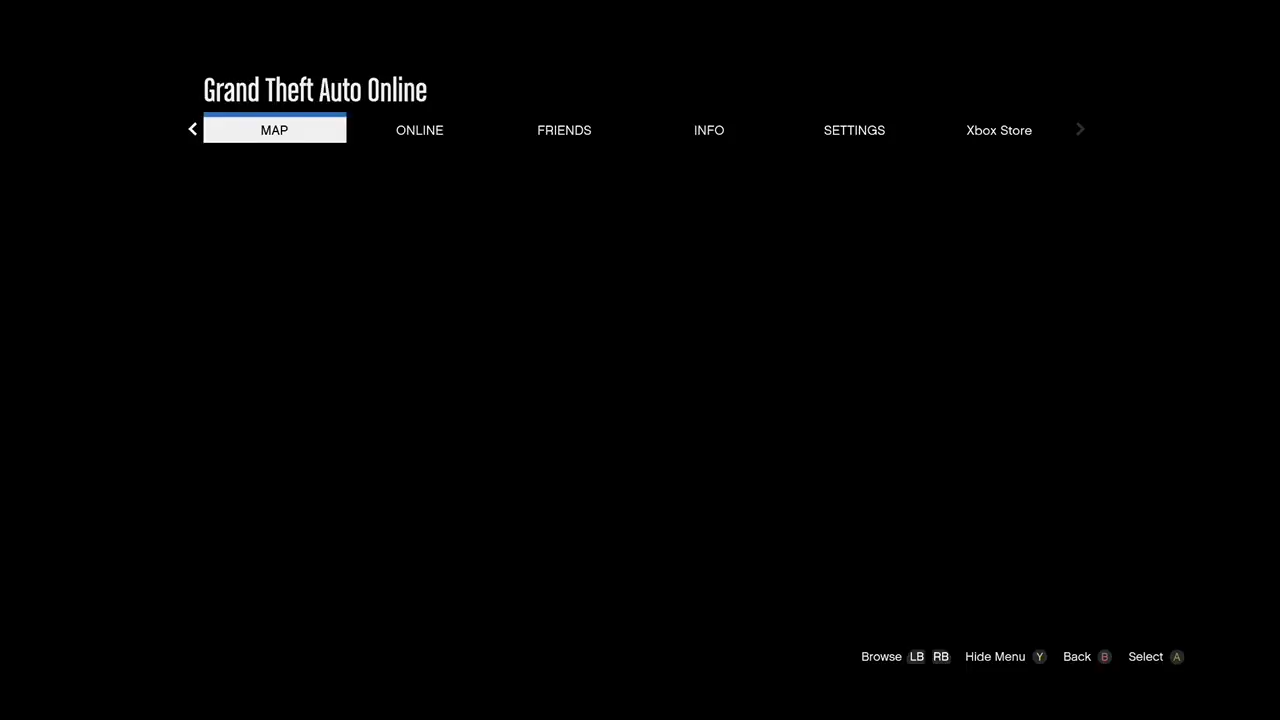 Grand Theft Auto Online
MAP ONLINE FRIENDS INFO SETTINGS Xbox Store
Browse LB RB Hide Menu Y Back B Select A